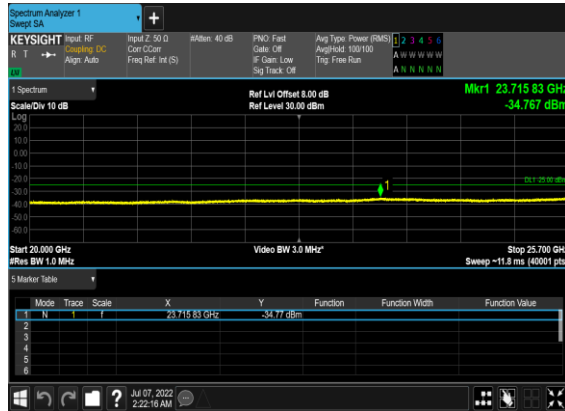 Spectrum Analyzer 1
Swept SA
+
KEYSIGHT Input: RF Input Z: 50 Ω #Atten: 40 dB PNO: Fast Avg Type: Power (RMS) 1 2 3 4 5 6
R T Coupling: DC Corr CCorr Gate: Off Avg|Hold: 100/100 A W W W W W
Align: Auto Freq Ref: Int (S) IF Gain: Low Trig: Free Run
Sig Track: Off A N N N N N
1 Spectrum
Scale/Div 10 dB
Ref Lvl Offset 8.00 dB
Ref Level 30.00 dBm
Mkr1 23.715 83 GHz
-34.767 dBm
Log
20.0
10.0
0.00
-10.0
-20.0
DL1 -25.00 dBm
1
-30.0
-40.0
-50.0
-60.0
Start 20.000 GHz Video BW 3.0 MHz* Stop 25.700 GHz
#Res BW 1.0 MHz Sweep ~11.8 ms (40001 pts
5 Marker Table
Mode Trace Scale X Y Function Function Width Function Value
1 N 1 f 23.715 83 GHz -34.77 dBm
2
3
4
5
6
? Jul 07, 2022
2:22:16 AM